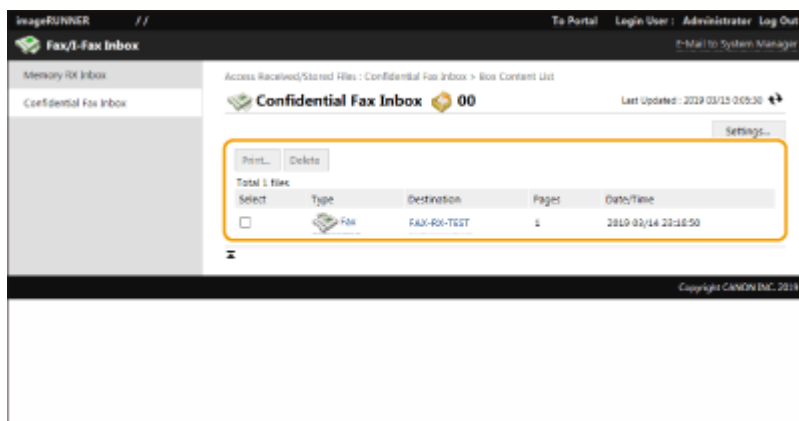 imageRUNNER // To Portal Login User : Administrator Log Out
Fax/I-Fax Inbox E-Mail to System Manager
Memory RX Inbox
Confidential Fax Inbox
Access Received/Stored Files : Confidential Fax Inbox > Box Content List
Confidential Fax Inbox 00 Last Updated : 2019 03/15 0:05:30
Settings...
Print... Delete
Total 1 files
Select Type Destination Pages Date/Time
Fax FAX-RX-TEST 1 2019 03/14 23:18:50
Copyright CANON INC. 2019